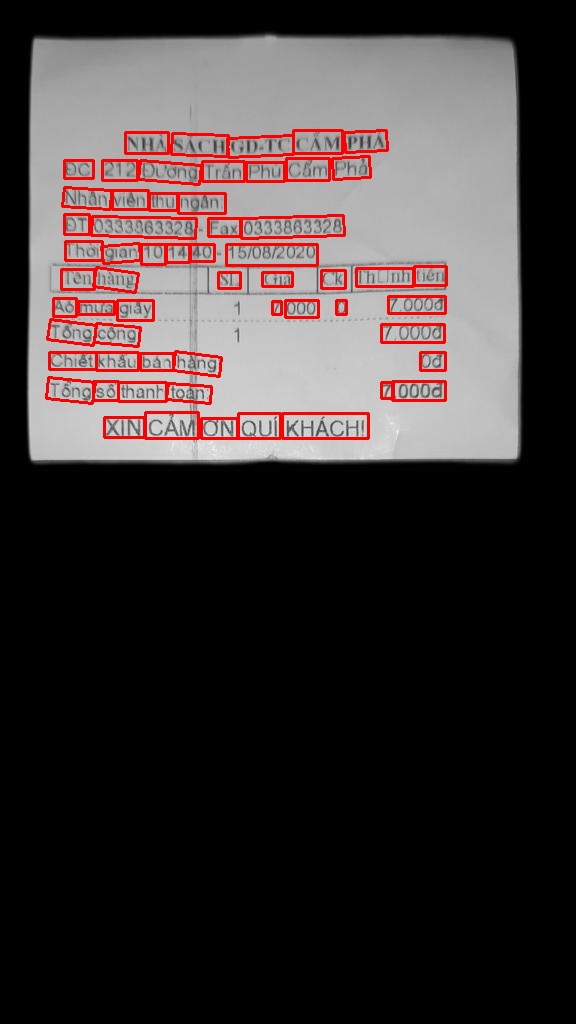 NHÀ SÁCH GD-TC CẨM PHẢ
ĐC: 212 Đường Trần Phú Cẩm Phả
Nhân viên thu ngân:
ĐT 0333863328 - Fax 0333863328
Thời gian 10:14:40 - 15/08/2020
Tên hàng SL Giá Ck Th□nh tiền
Áo mưa giấy 1 7.000 0 7.000đ
Tổng cộng 1 7.000đ
Chiết khấu bán hàng 0đ
Tổng số thanh toán: 7.000đ
XIN CẢM ƠN QUÍ KHÁCH!